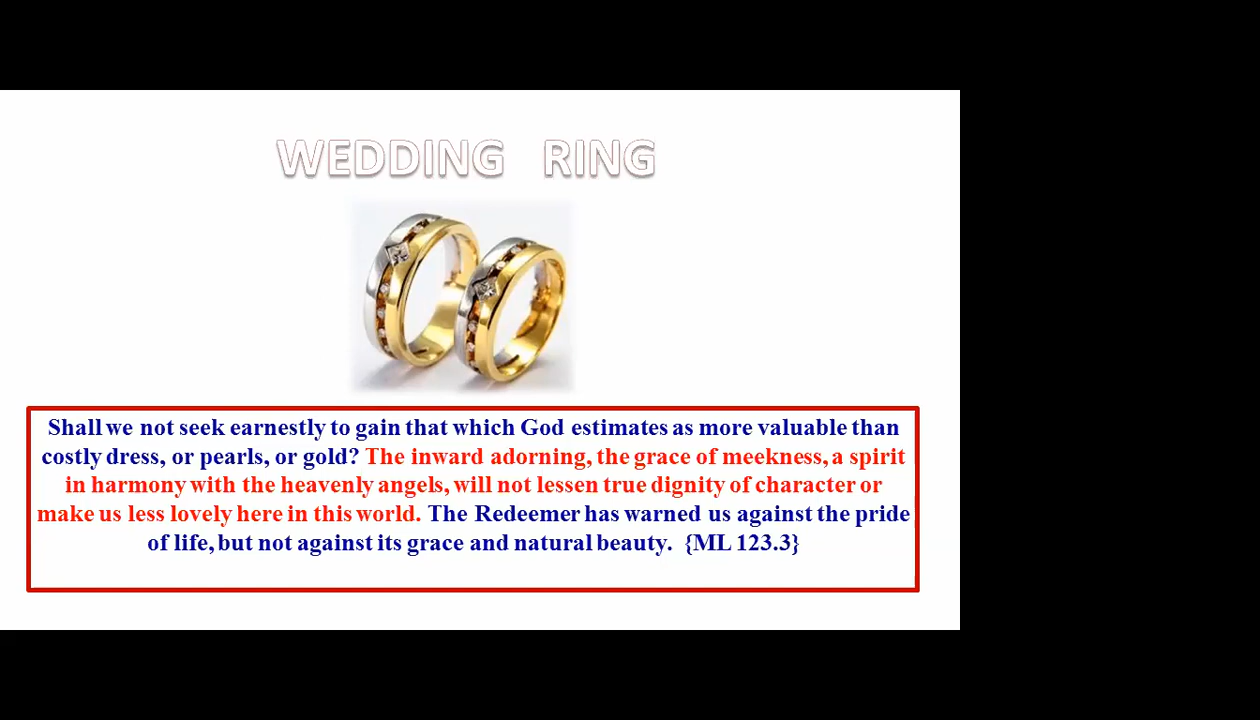 WEDDING RING
Shall we not seek earnestly to gain that which God estimates as more valuable than
costly dress, or pearls, or gold? The inward adorning, the grace of meekness, a spirit
in harmony with the heavenly angels, will not lessen true dignity of character or
make us less lovely here in this world. The Redeemer has warned us against the pride
of life, but not against its grace and natural beauty. {ML 123.3}